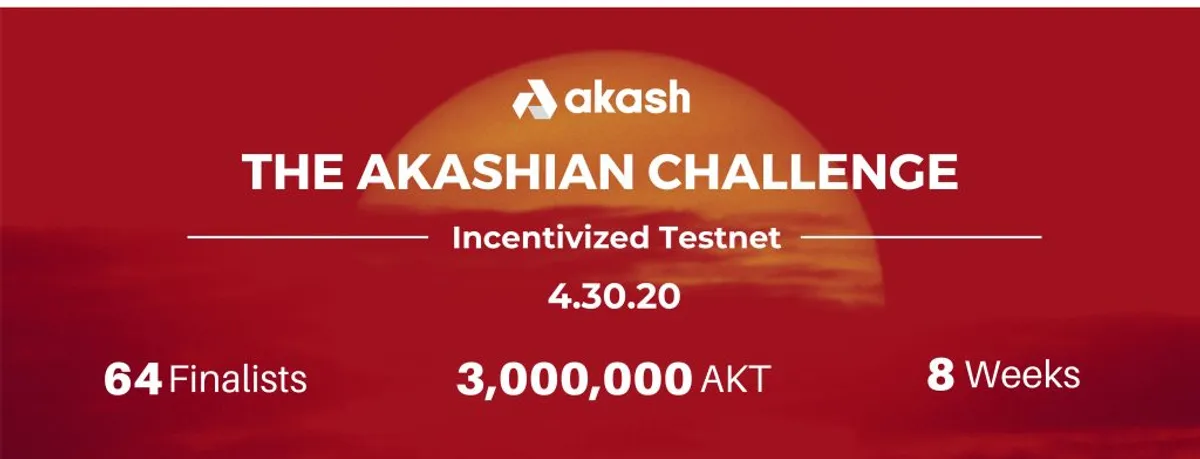 akash
THE AKASHIAN CHALLENGE
Incentivized Testnet
4.30.20
64 Finalists
3,000,000 AKT
8 Weeks